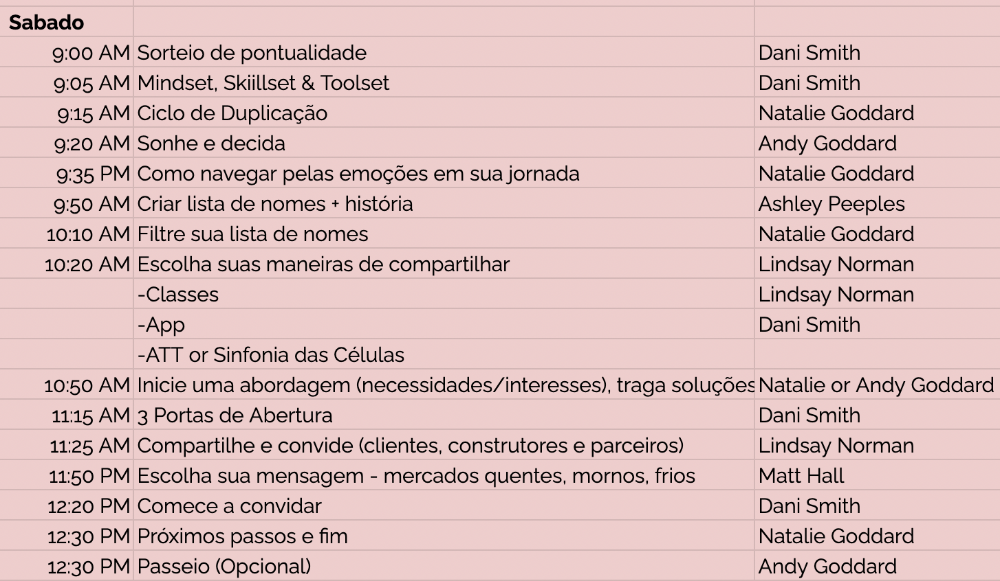 Sabado
9:00 AM Sorteio de pontualidade Dani Smith
9:05 AM Mindset, Skiillset & Toolset Dani Smith
9:15 AM Ciclo de Duplicação Natalie Goddard
9:20 AM Sonhe e decida Andy Goddard
9:35 PM Como navegar pelas emoções em sua jornada Natalie Goddard
9:50 AM Criar lista de nomes + história Ashley Peeples
10:10 AM Filtre sua lista de nomes Natalie Goddard
10:20 AM Escolha suas maneiras de compartilhar Lindsay Norman
-Classes Lindsay Norman
-App Dani Smith
-ATT or Sinfonia das Células
10:50 AM Inicie uma abordagem (necessidades/interesses), traga soluções Natalie or Andy Goddard
11:15 AM 3 Portas de Abertura Dani Smith
11:25 AM Compartilhe e convide (clientes, construtores e parceiros) Lindsay Norman
11:50 PM Escolha sua mensagem - mercados quentes, mornos, frios Matt Hall
12:20 PM Comece a convidar Dani Smith
12:30 PM Próximos passos e fim Natalie Goddard
12:30 PM Passeio (Opcional) Andy Goddard